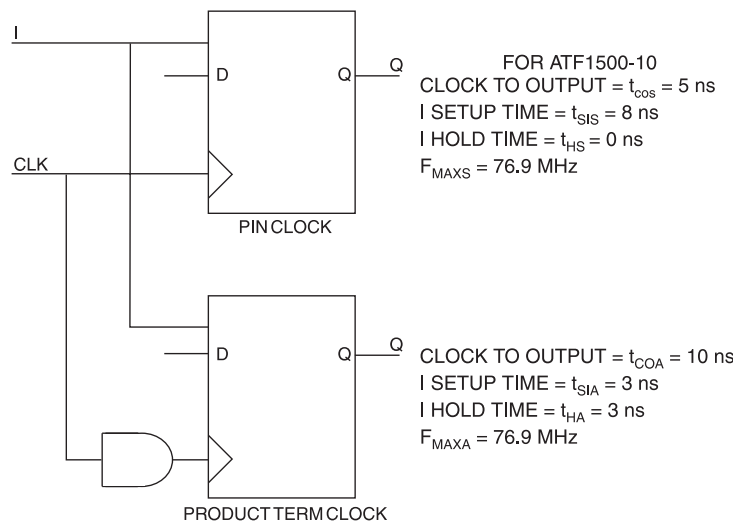 I
D
Q
Q
CLK
PIN CLOCK
FOR ATF1500-10
CLOCK TO OUTPUT = tcos = 5 ns
I SETUP TIME = tSIS = 8 ns
I HOLD TIME = tHS = 0 ns
FMAXS = 76.9 MHz
D
Q
Q
PRODUCT TERM CLOCK
CLOCK TO OUTPUT = tCOA = 10 ns
I SETUP TIME = tSIA = 3 ns
I HOLD TIME = tHA = 3 ns
FMAXA = 76.9 MHz